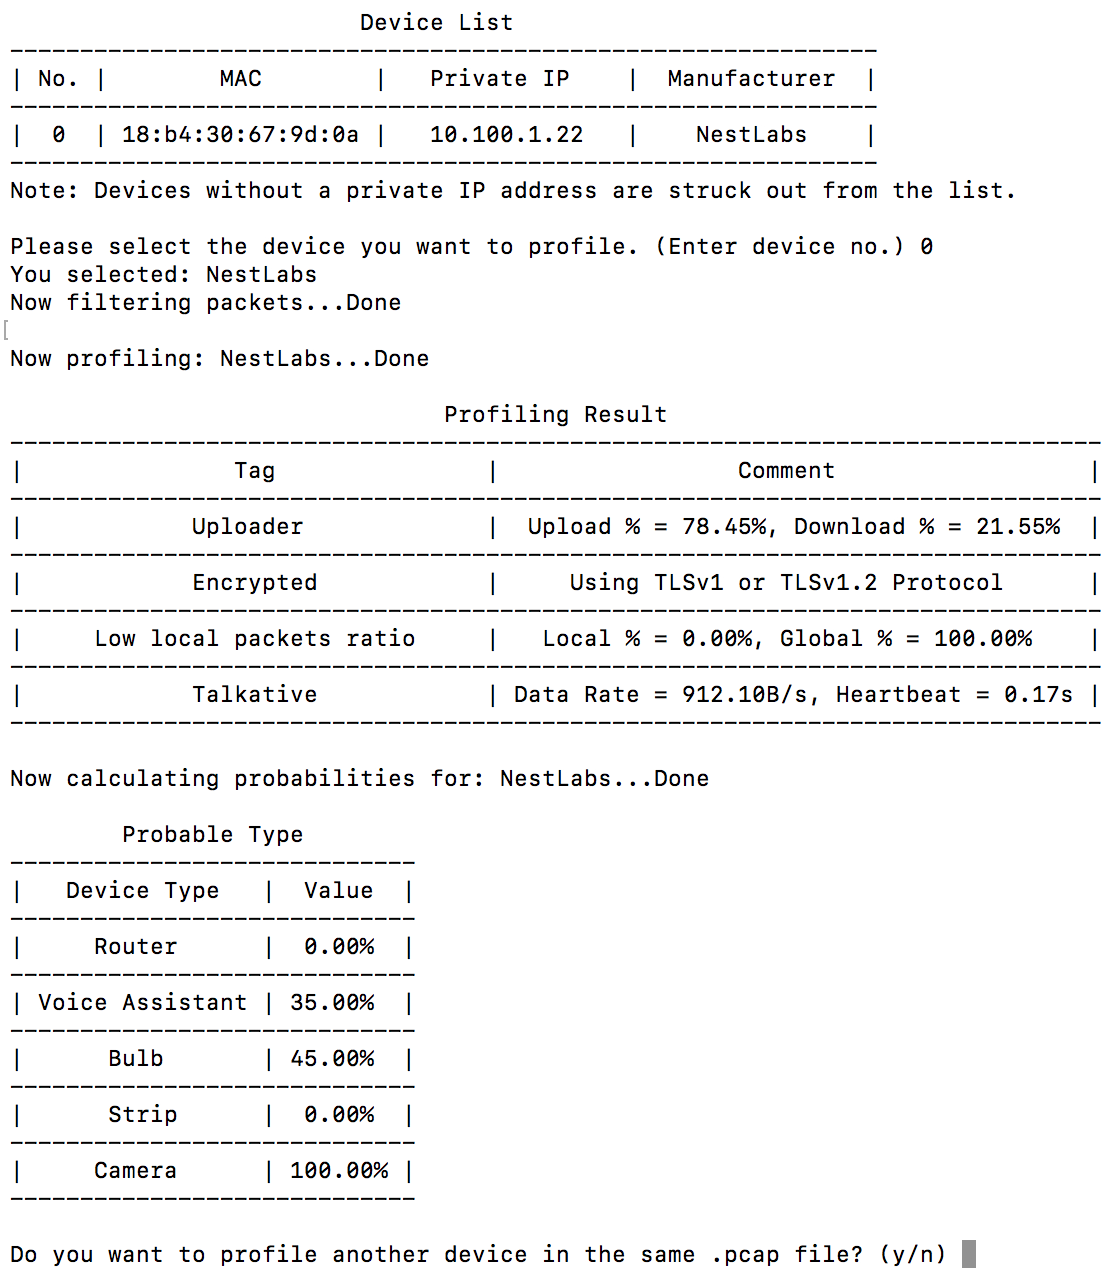 Device List
--------------------------------------------------------------
| No. |        MAC        |   Private IP    |  Manufacturer  |
--------------------------------------------------------------
|  0  | 18:b4:30:67:9d:0a |   10.100.1.22   |    NestLabs    |
--------------------------------------------------------------
Note: Devices without a private IP address are struck out from the list.
Please select the device you want to profile. (Enter device no.) 0
You selected: NestLabs
Now filtering packets...Done
[
Now profiling: NestLabs...Done
Profiling Result
------------------------------------------------------------------------------
|               Tag               |                 Comment                  |
------------------------------------------------------------------------------
|            Uploader             |  Upload % = 78.45%, Download % = 21.55%  |
------------------------------------------------------------------------------
|            Encrypted            |     Using TLSv1 or TLSv1.2 Protocol      |
------------------------------------------------------------------------------
|     Low local packets ratio     |   Local % = 0.00%, Global % = 100.00%    |
------------------------------------------------------------------------------
|            Talkative            | Data Rate = 912.10B/s, Heartbeat = 0.17s |
------------------------------------------------------------------------------
Now calculating probabilities for: NestLabs...Done
Probable Type
-----------------------------
|   Device Type   |  Value  |
-----------------------------
|     Router      |  0.00%  |
-----------------------------
| Voice Assistant | 35.00%  |
-----------------------------
|      Bulb       | 45.00%  |
-----------------------------
|      Strip      |  0.00%  |
-----------------------------
|     Camera      | 100.00% |
-----------------------------
Do you want to profile another device in the same .pcap file? (y/n)